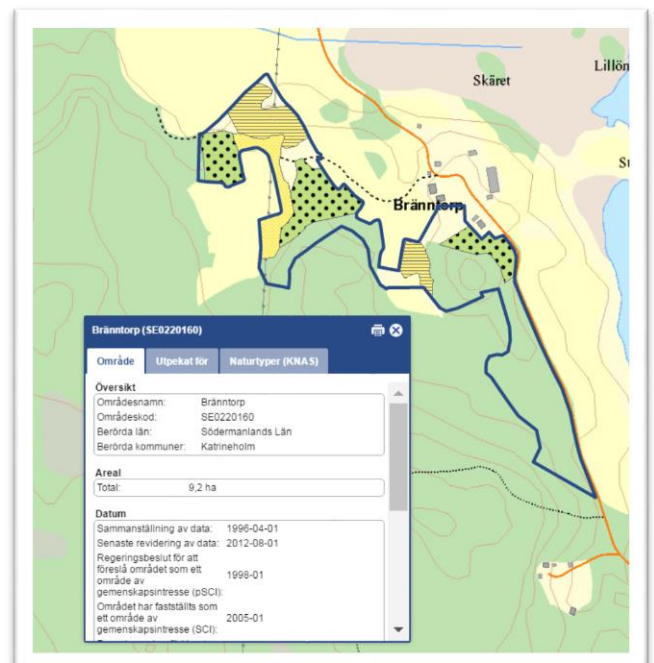 Skäret
Bränntorp
Bränntorp (SE0220160)
Område Utpekat för Naturtyper (KNAS)
Översikt
Områdesnamn: Bränntorp
Områdeskod: SE0220160
Berörda län: Södermanlands Län
Berörda kommuner: Katrineholm
Areal
Total: 9,2 ha
Datum
Sammanställning av data: 1996-04-01
Senaste revidering av data: 2012-08-01
Regeringsbeslut för att
föreslå området som ett
område av
gemenskapsintresse (pSCI): 1998-01
Området har fastställts som
ett område av
gemenskapsintresse (SCI): 2005-01